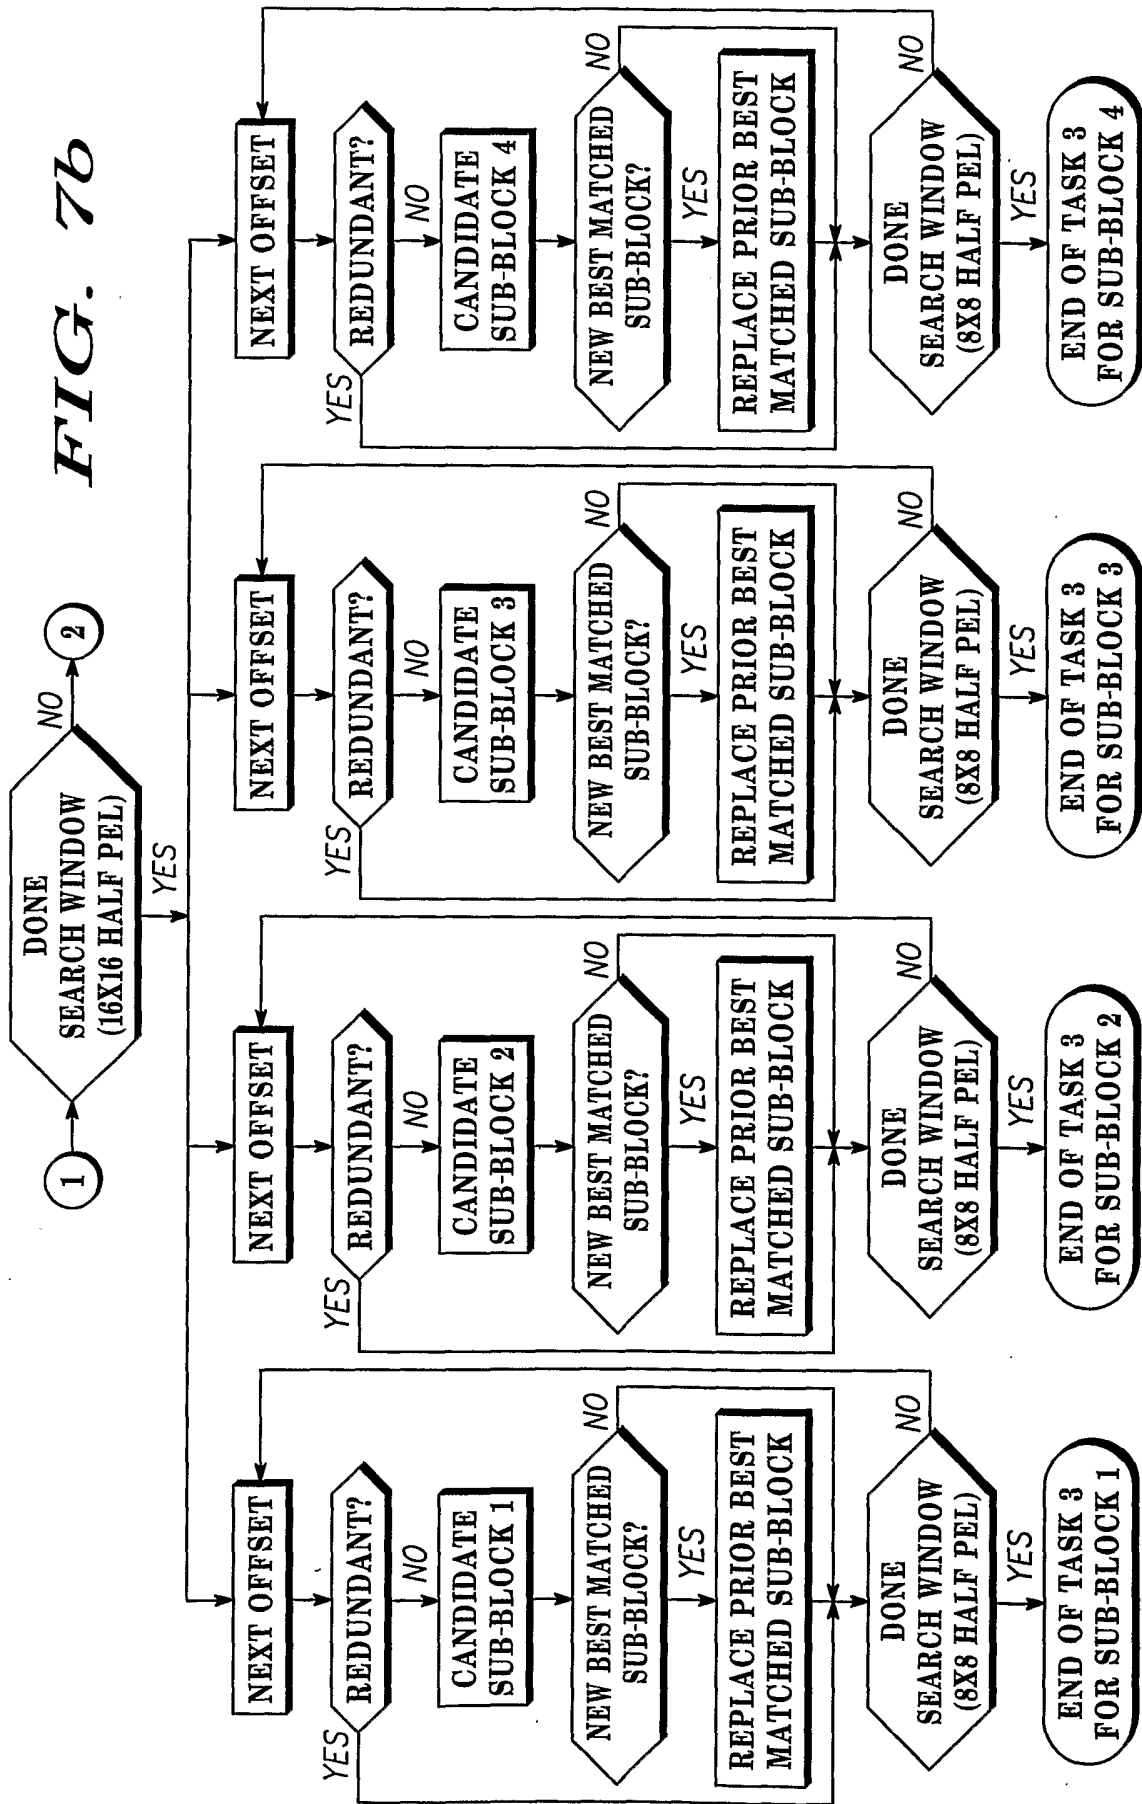 FIG. 7b
1
DONE
SEARCH WINDOW
(16X16 HALF PEL)
NO
2
YES
NEXT OFFSET
REDUNDANT?
YES
NO
CANDIDATE
SUB-BLOCK 1
NEW BEST MATCHED
SUB-BLOCK?
NO
YES
REPLACE PRIOR BEST
MATCHED SUB-BLOCK
DONE
SEARCH WINDOW
(8X8 HALF PEL)
NO
YES
END OF TASK 3
FOR SUB-BLOCK 1
NEXT OFFSET
REDUNDANT?
YES
NO
CANDIDATE
SUB-BLOCK 2
NEW BEST MATCHED
SUB-BLOCK?
NO
YES
REPLACE PRIOR BEST
MATCHED SUB-BLOCK
DONE
SEARCH WINDOW
(8X8 HALF PEL)
NO
YES
END OF TASK 3
FOR SUB-BLOCK 2
NEXT OFFSET
REDUNDANT?
YES
NO
CANDIDATE
SUB-BLOCK 3
NEW BEST MATCHED
SUB-BLOCK?
NO
YES
REPLACE PRIOR BEST
MATCHED SUB-BLOCK
DONE
SEARCH WINDOW
(8X8 HALF PEL)
NO
YES
END OF TASK 3
FOR SUB-BLOCK 3
NEXT OFFSET
REDUNDANT?
YES
NO
CANDIDATE
SUB-BLOCK 4
NEW BEST MATCHED
SUB-BLOCK?
NO
YES
REPLACE PRIOR BEST
MATCHED SUB-BLOCK
DONE
SEARCH WINDOW
(8X8 HALF PEL)
NO
YES
END OF TASK 3
FOR SUB-BLOCK 4